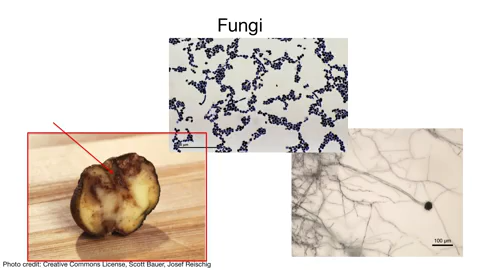 Fungi
100 µm
Photo credit: Creative Commons License, Scott Bauer, Josef Reischig